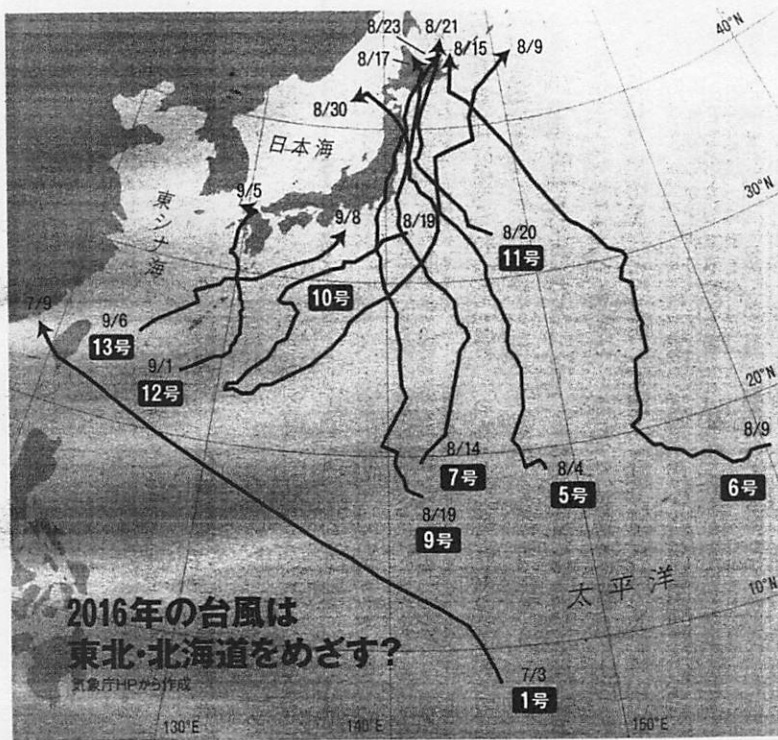 8/23
8/21
8/17
8/15
8/9
40°N
8/30
日本海
30°N
東シナ海
9/5
9/8
8/19
8/20
11号
10号
7/9
9/6
13号
9/1
12号
20°N
8/14
7号
8/4
5号
8/9
6号
8/19
9号
太平洋
10°N
2016年の台風は
東北・北海道をめざす?
気象庁HPから作成
7/3
1号
130°E
140°E
150°E